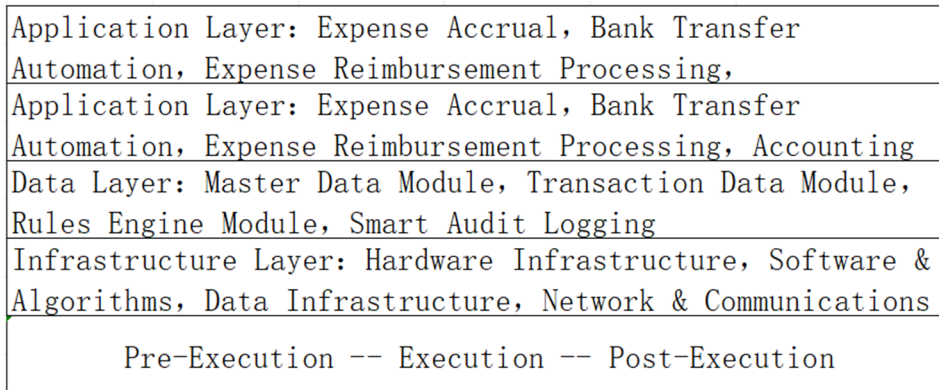 Application Layer: Expense Accrual, Bank Transfer
Automation, Expense Reimbursement Processing,
Application Layer: Expense Accrual, Bank Transfer
Automation, Expense Reimbursement Processing, Accounting
Data Layer: Master Data Module, Transaction Data Module,
Rules Engine Module, Smart Audit Logging
Infrastructure Layer: Hardware Infrastructure, Software &
Algorithms, Data Infrastructure, Network & Communications
Pre-Execution -- Execution -- Post-Execution